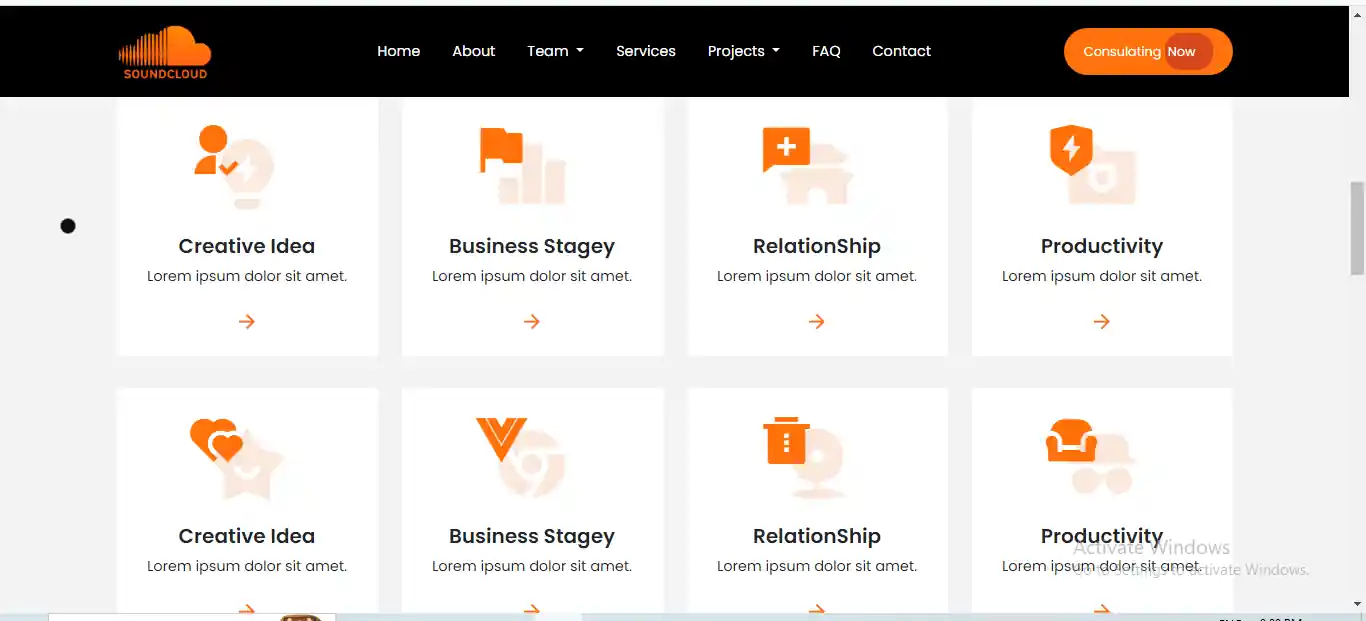 Home About Team Services Projects FAQ Contact Consulating Now
SOUNDCLOUD
Creative Idea Business Stagey RelationShip Productivity
Lorem ipsum dolor sit amet. Lorem ipsum dolor sit amet. Lorem ipsum dolor sit amet. Lorem ipsum dolor sit amet.
Creative Idea Business Stagey RelationShip Productivity
Activate Windows
Lorem ipsum dolor sit amet. Lorem ipsum dolor sit amet. Lorem ipsum dolor sit amet. Lorem ipsum dolor sit amet.
Go to Settings to activate Windows.